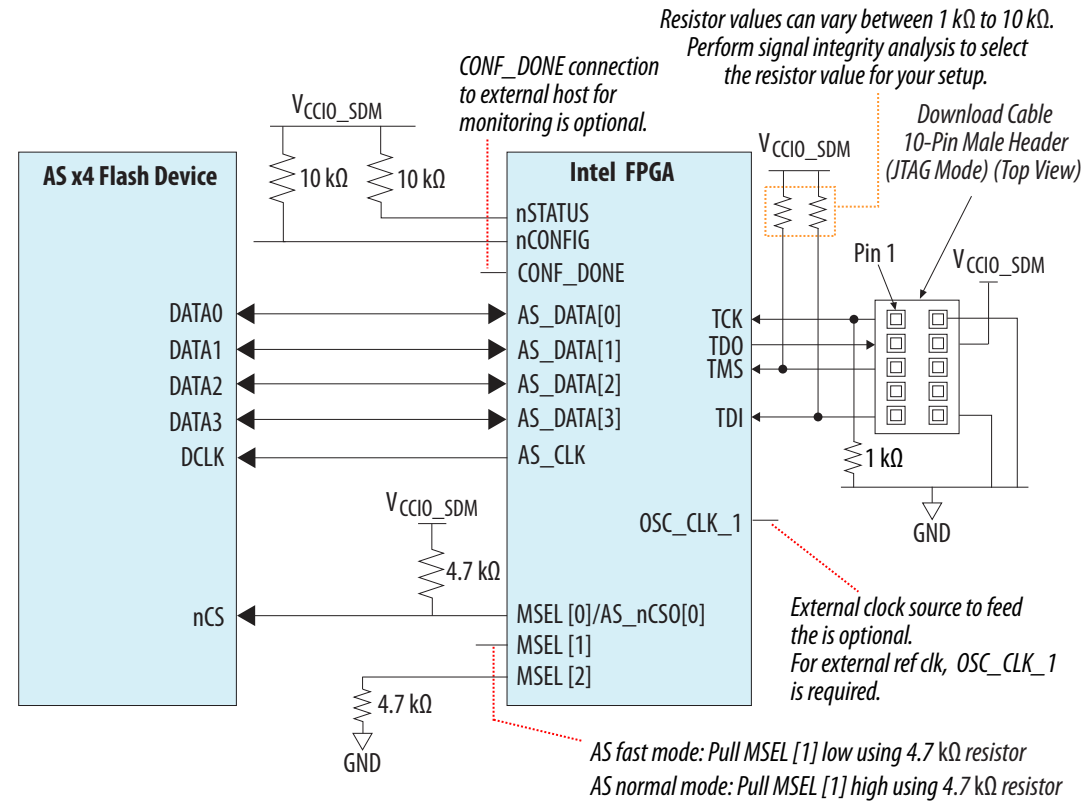 Resistor values can vary between 1 kΩ to 10 kΩ.
Perform signal integrity analysis to select
the resistor value for your setup.
CONF_DONE connection
to external host for
monitoring is optional.
Download Cable
10-Pin Male Header
(JTAG Mode) (Top View)
VCCIO_SDM
VCCIO_SDM
AS x4 Flash Device
10 kΩ
10 kΩ
Intel FPGA
nSTATUS
nCONFIG
CONF_DONE
Pin 1
VCCIO_SDM
DATA0
AS_DATA[0]
TCK
DATA1
AS_DATA[1]
TDO
DATA2
AS_DATA[2]
TMS
DATA3
AS_DATA[3]
TDI
DCLK
AS_CLK
1 kΩ
VCCIO_SDM
OSC_CLK_1
GND
4.7 kΩ
nCS
MSEL [0]/AS_nCSO[0]
MSEL [1]
MSEL [2]
4.7 kΩ
GND
External clock source to feed
the is optional.
For external ref clk, OSC_CLK_1
is required.
AS fast mode: Pull MSEL [1] low using 4.7 kΩ resistor
AS normal mode: Pull MSEL [1] high using 4.7 kΩ resistor